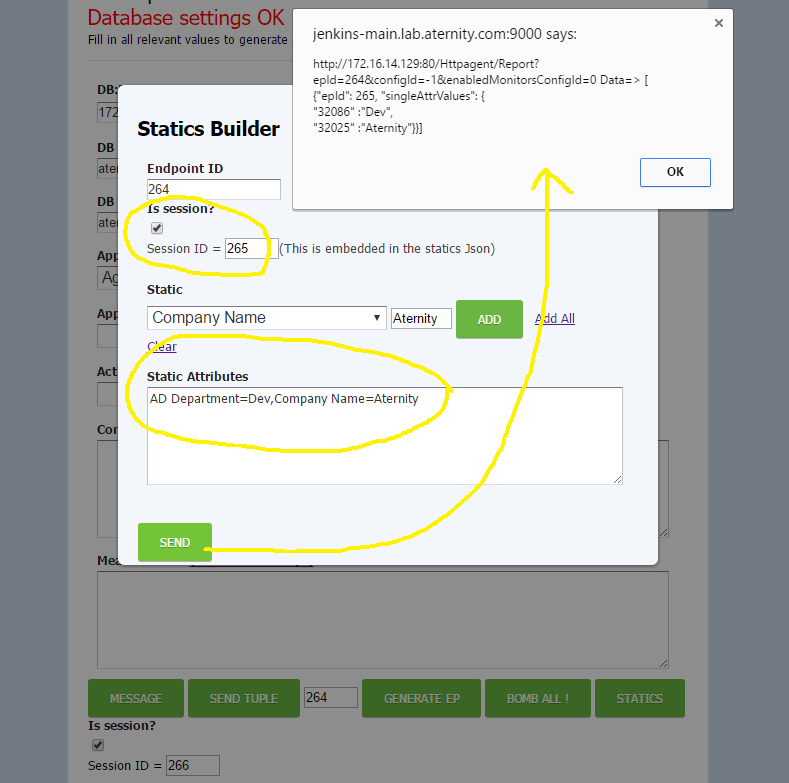 Database settings OK
Fill in all relevant values to generate
jenkins-main.lab.aternity.com:9000 says:
http://172.16.14.129:80/Httpagent/Report?
epId=264&configId=-1&enabledMonitorsConfigId=0 Data=> [
{"epId": 265, "singleAttrValues": {
"32086" :"Dev",
"32025" :"Aternity"}}]
OK
DB
172
DB
ater
DB
ater
App
Ag
App
Act
Con
Mea
Statics Builder
Endpoint ID
264
Is session?
Session ID = 265 (This is embedded in the statics Json)
Static
Company Name Aternity ADD Add All
Clear
Static Attributes
AD Department=Dev,Company Name=Aternity
SEND
MESSAGE SEND TUPLE 264 GENERATE EP BOMB ALL ! STATICS
Is session?
Session ID = 266